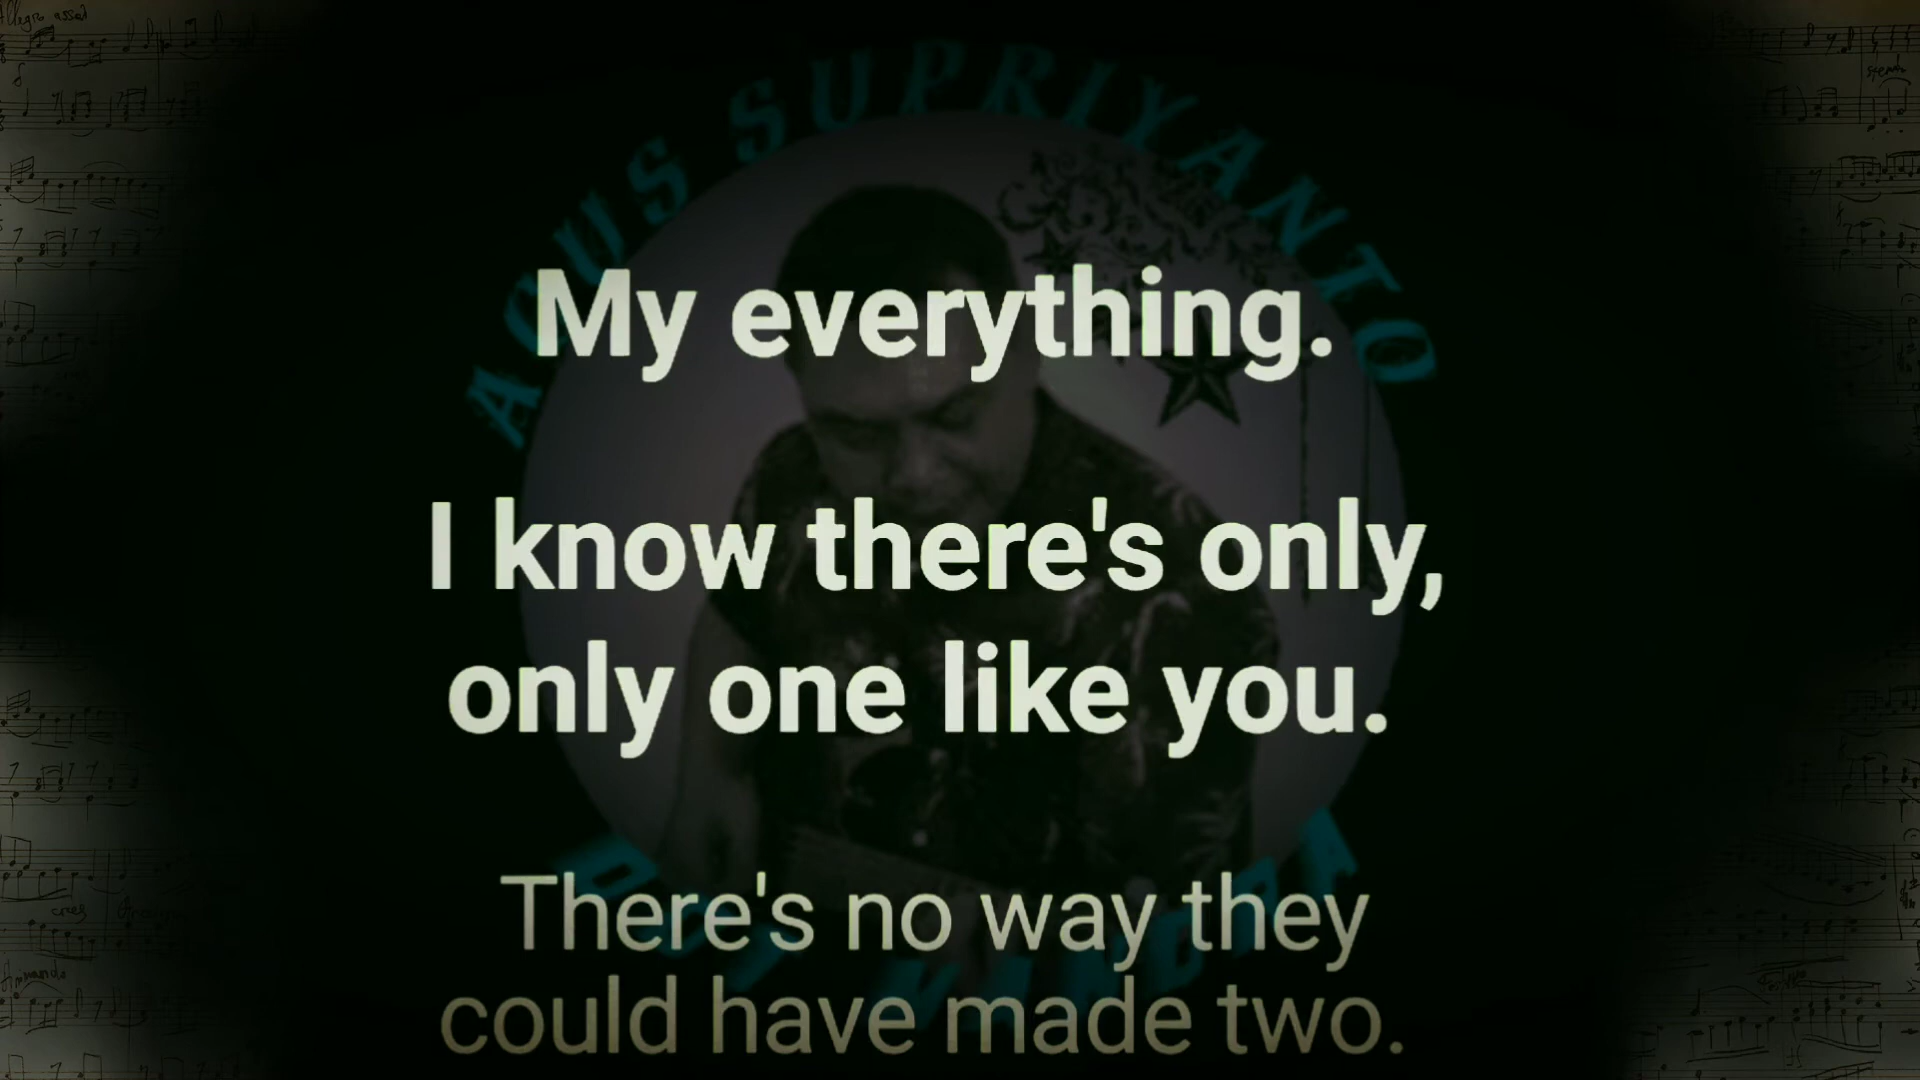 AGUS SUPRIYANTO
My everything.
I know there's only,
only one like you.
There's no way they
could have made two.